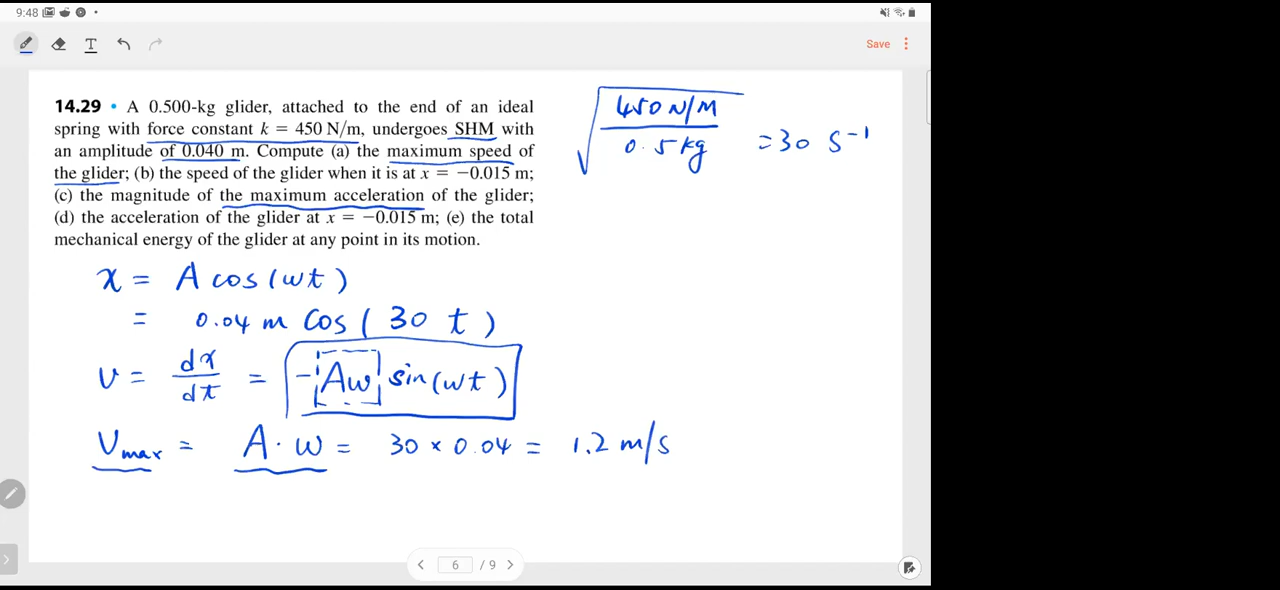 9:48
Save
14.29 • A 0.500-kg glider, attached to the end of an ideal
spring with force constant k = 450 N/m, undergoes SHM with
an amplitude of 0.040 m. Compute (a) the maximum speed of
the glider; (b) the speed of the glider when it is at x = −0.015 m;
(c) the magnitude of the maximum acceleration of the glider;
(d) the acceleration of the glider at x = −0.015 m; (e) the total
mechanical energy of the glider at any point in its motion.
√(450 N/M / 0.5 kg) = 30 S⁻¹
x = A cos(ωt)
= 0.04 m cos(30 t)
v = dx/dt = -Aω sin(ωt)
Vmax = A·ω = 30 × 0.04 = 1.2 m/s
6 / 9